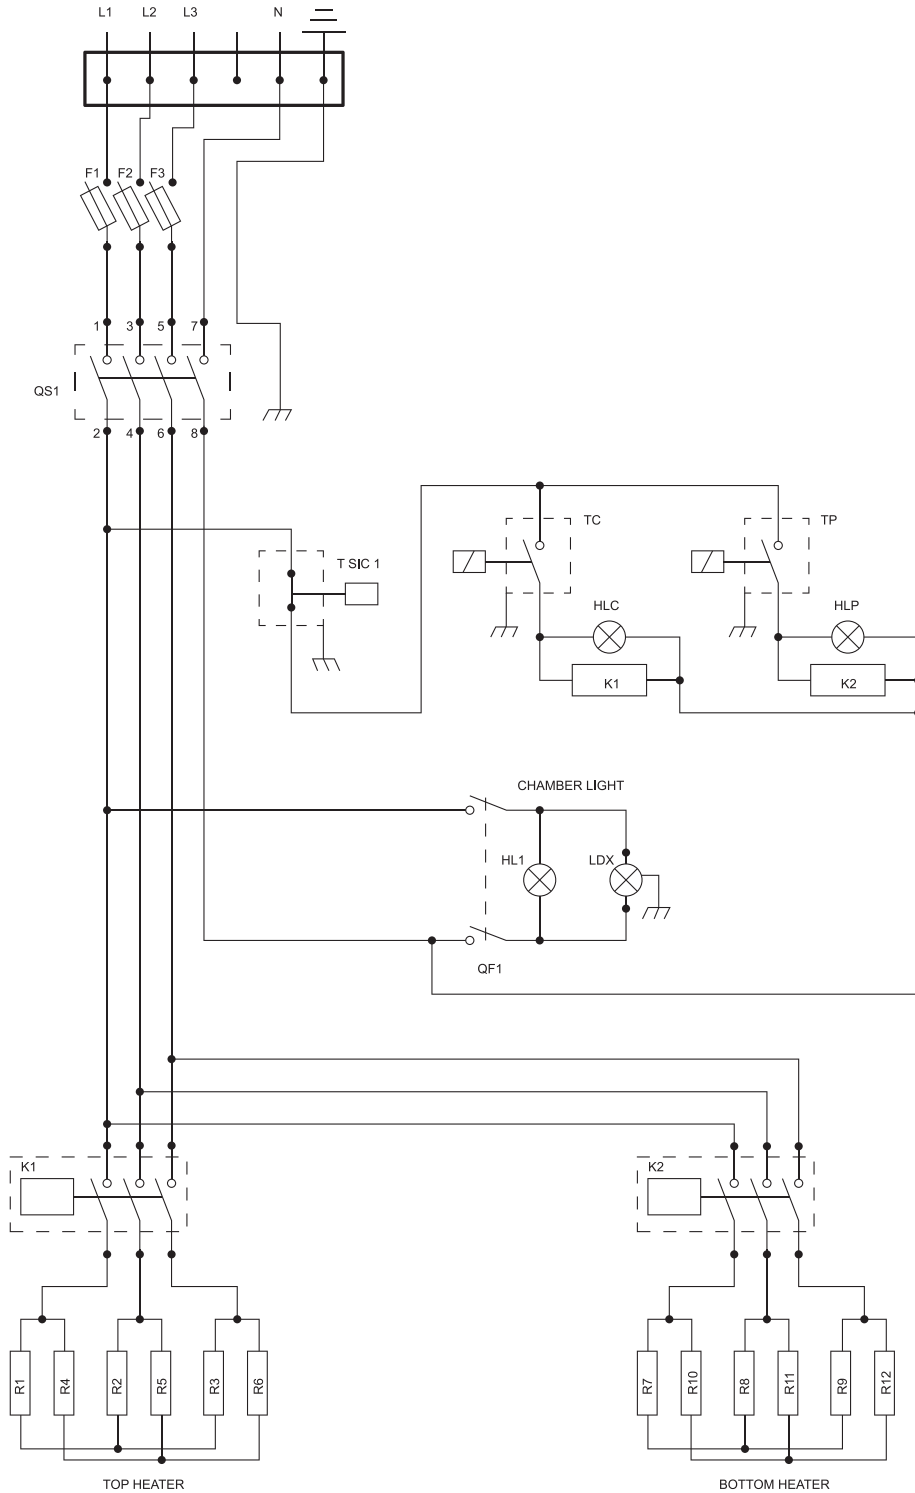 L1 L2 L3 N
F1 F2 F3
1 3 5 7
QS1
2 4 6 8
TC TP
T SIC 1
HLC HLP
K1 K2
CHAMBER LIGHT
HL1 LDX
QF1
K1 K2
R1 R4 R2 R5 R3 R6 R7 R10 R8 R11 R9 R12
TOP HEATER BOTTOM HEATER